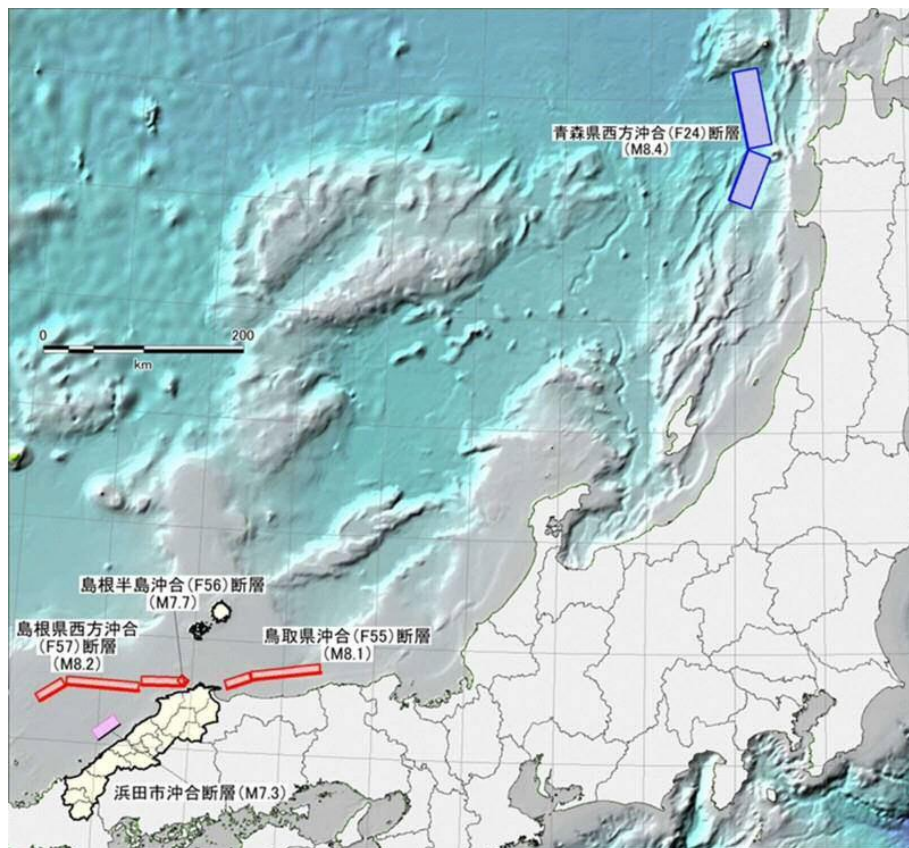 青森県西方沖合(F24)断層
(M8.4)
0 200
km
島根半島沖合(F56)断層
(M7.7)
島根県西方沖合
(F57)断層
(M8.2)
鳥取県沖合(F55)断層
(M8.1)
浜田市沖合断層(M7.3)